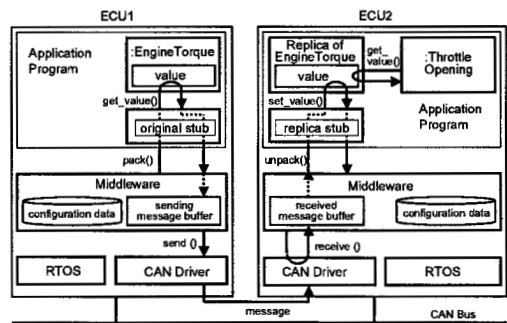 ECU1
Application
Program
:EngineTorque
value
get_value()
original stub
pack()
Middleware
configuration data
sending
message buffer
send ()
RTOS
CAN Driver
ECU2
Replica of
EngineTorque
value
get_
value()
:Throttle
Opening
set_value()
replica stub
Application
Program
unpack()
Middleware
received
message buffer
configuration data
receive ()
CAN Driver
RTOS
message
CAN Bus